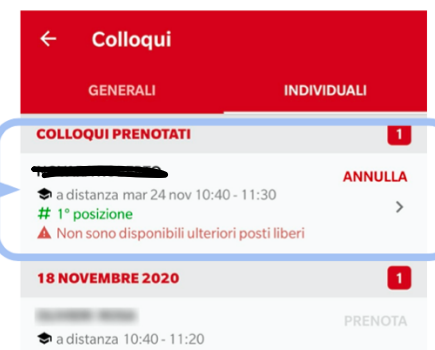 Colloqui
GENERALI INDIVIDUALI
COLLOQUI PRENOTATI 1
ANNULLA
a distanza mar 24 nov 10:40 - 11:30
# 1° posizione
Non sono disponibili ulteriori posti liberi
18 NOVEMBRE 2020 1
PRENOTA
a distanza 10:40 - 11:20